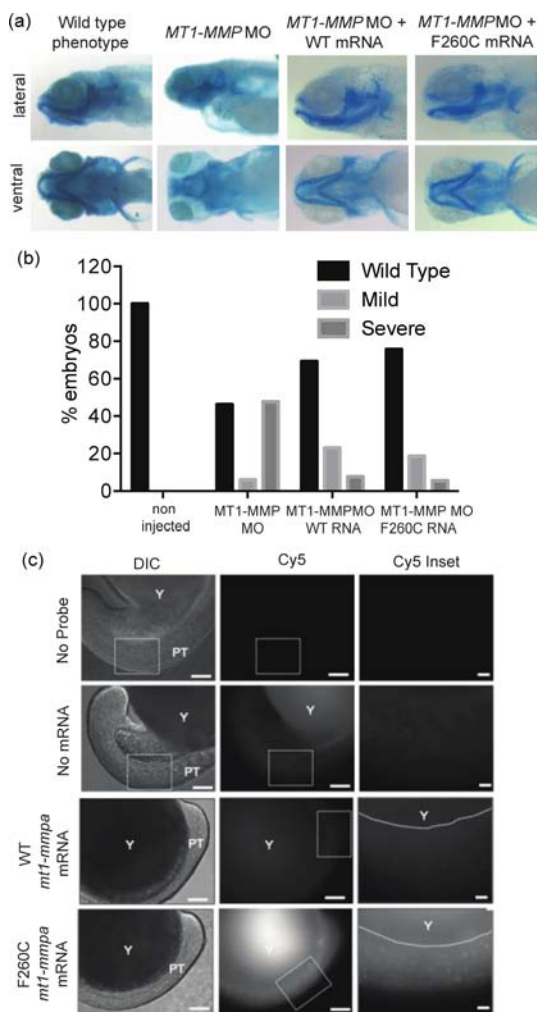 (a)
Wild type
phenotype
MT1-MMP MO
MT1-MMP MO +
WT mRNA
MT1-MMPMO +
F260C mRNA
lateral
ventral
(b)
% embryos
120
100
80
60
40
20
0
Wild Type
Mild
Severe
non
injected
MT1-MMP
MO
MT1-MMPMO
WT RNA
MT1-MMP MO
F260C RNA
(c)
DIC
Cy5
Cy5 Inset
No Probe
Y
PT
No mRNA
Y
PT
Y
WT
mt1-mmpa
mRNA
Y
PT
Y
Y
F260C
mt1-mmpa
mRNA
Y
PT
Y
Y